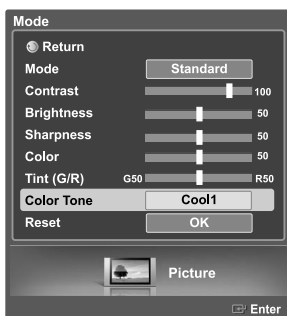 Mode
Return
Mode Standard
Contrast 100
Brightness 50
Sharpness 50
Color 50
Tint (G/R) G50 R50
Color Tone Cool1
Reset OK
Picture
Enter